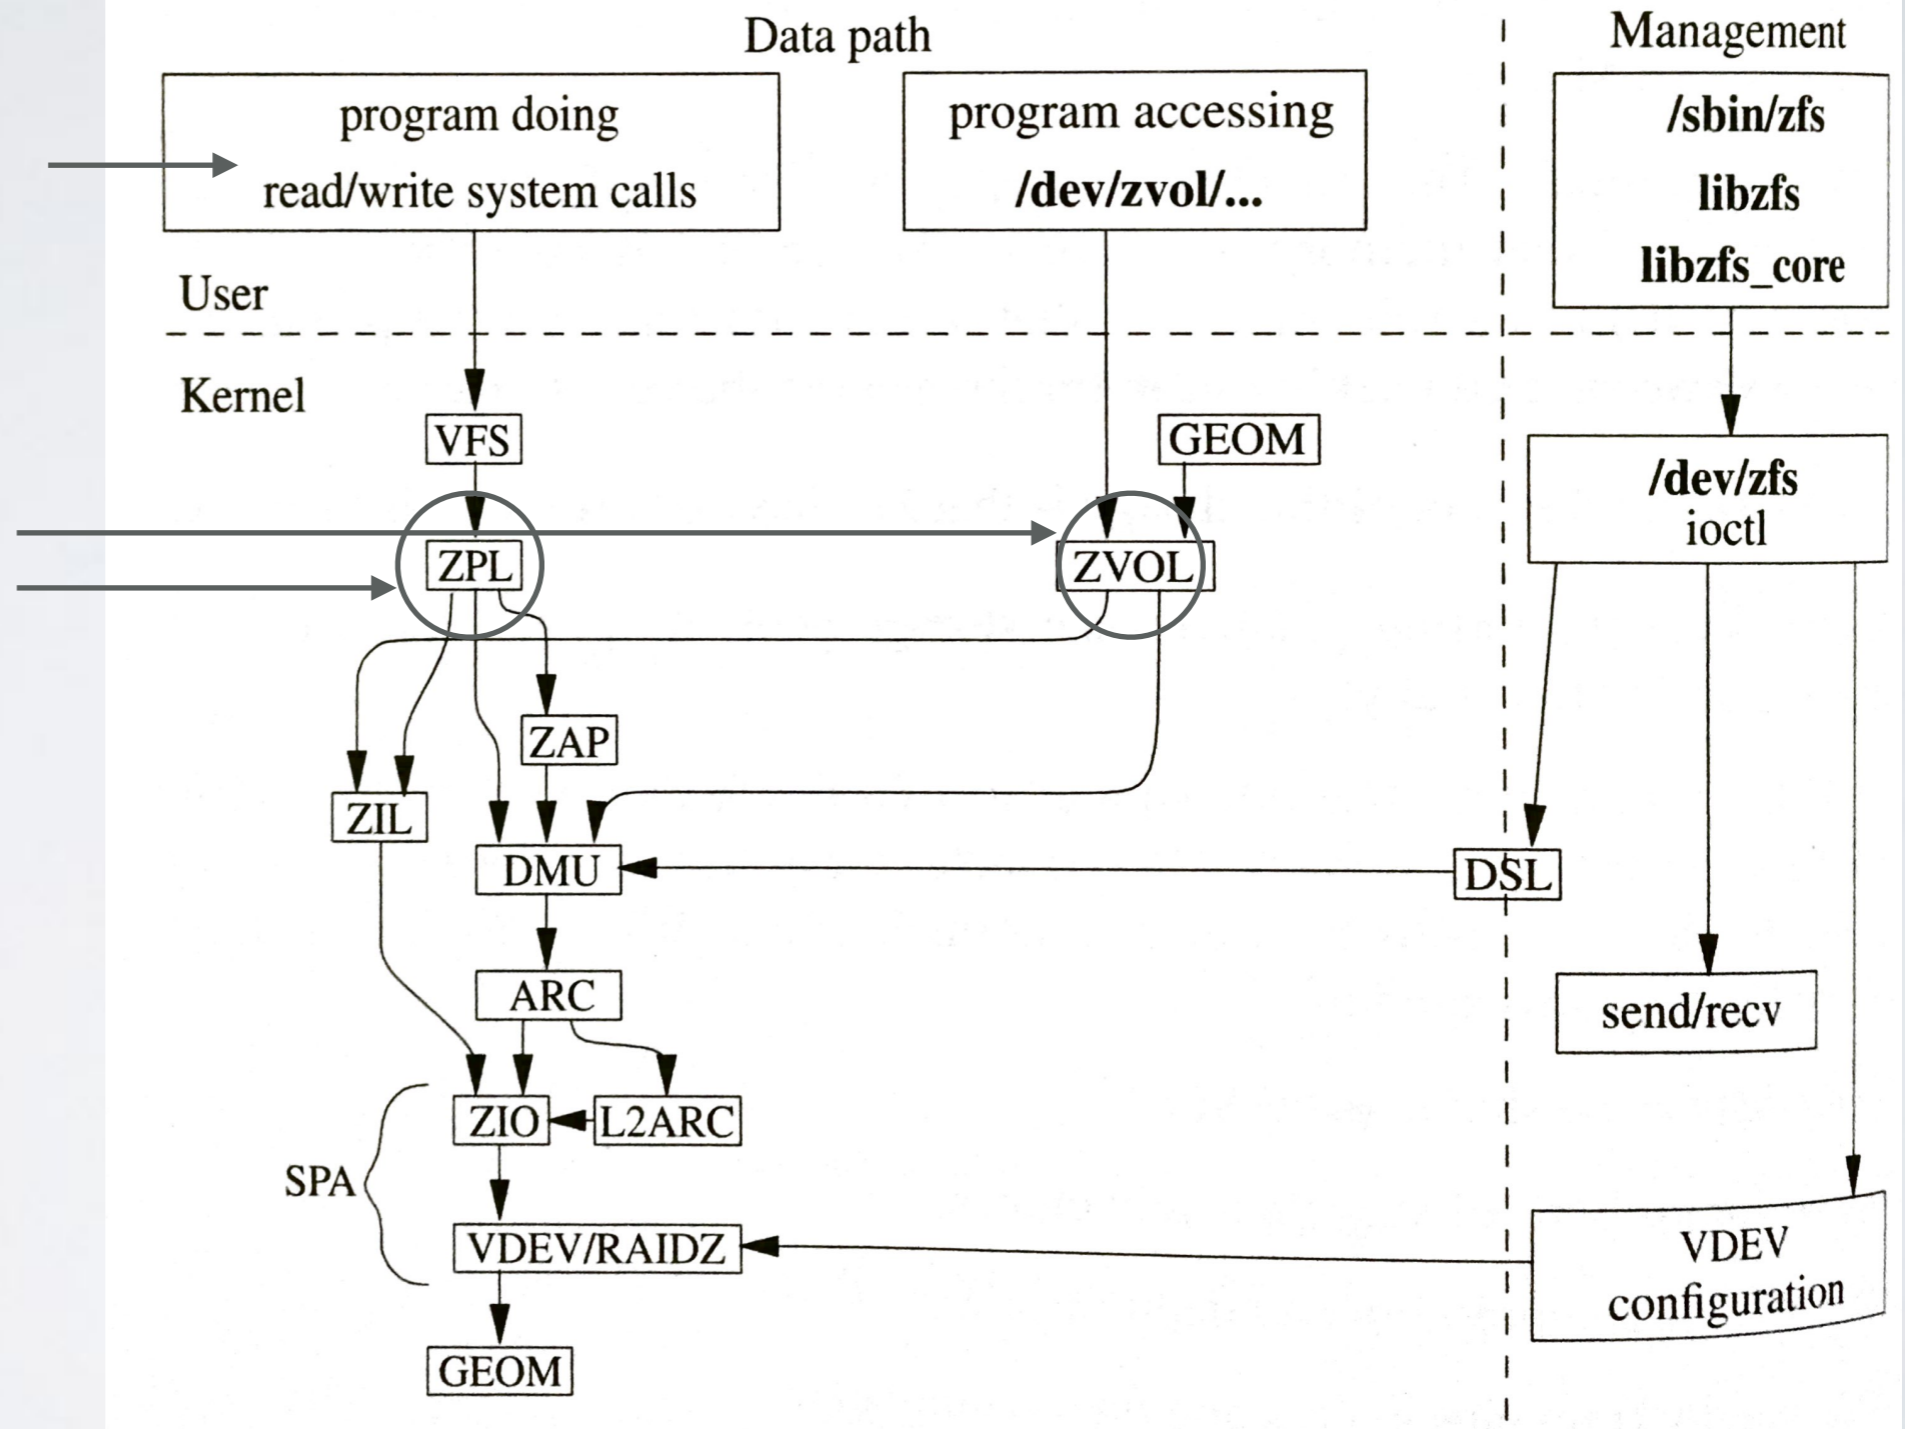 Data path
Management
program doing
read/write system calls
program accessing
/dev/zvol/...
/sbin/zfs
libzfs
libzfs_core
User
Kernel
VFS
GEOM
/dev/zfs
ioctl
ZPL
ZVOL
ZAP
ZIL
DMU
DSL
ARC
send/recv
ZIO
L2ARC
SPA
VDEV/RAIDZ
VDEV
configuration
GEOM